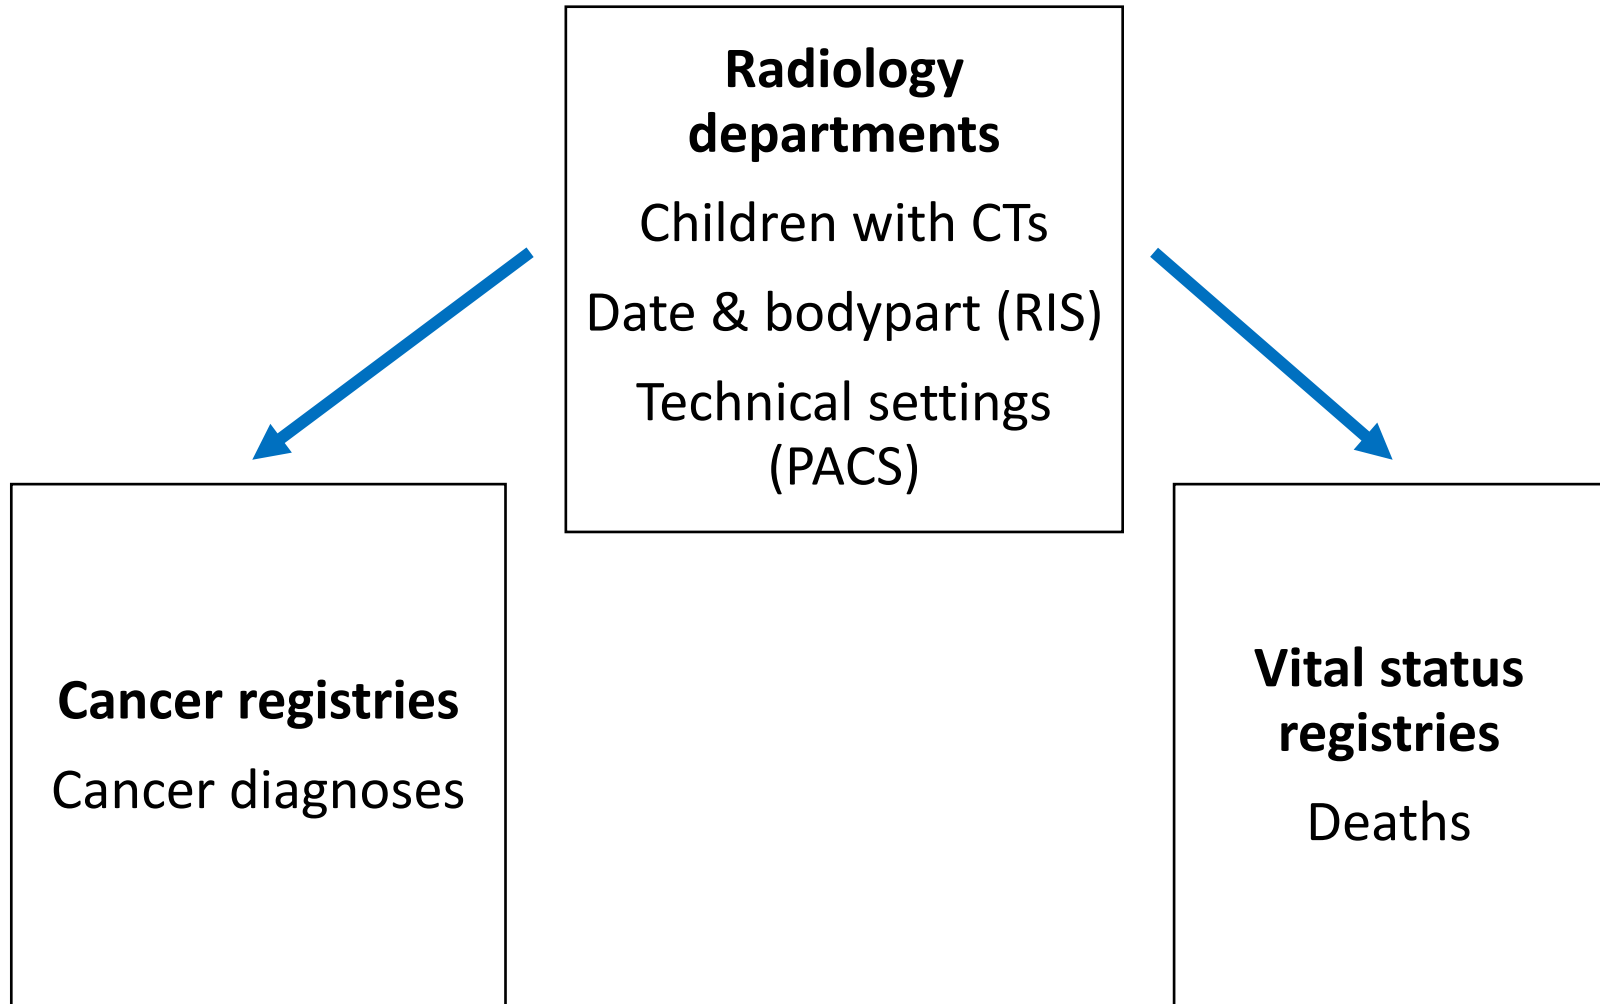 Radiology
departments
Children with CTs
Date & bodypart (RIS)
Technical settings
(PACS)
Cancer registries
Cancer diagnoses
Vital status
registries
Deaths